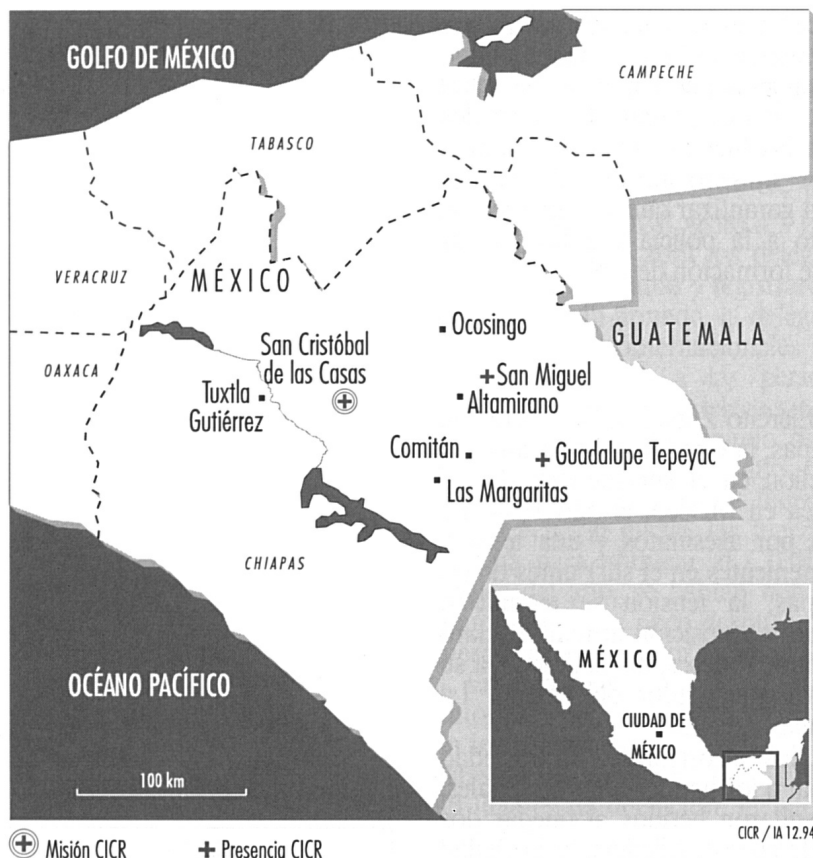 GOLFO DE MÉXICO
CAMPECHE
TABASCO
VERACRUZ
MÉXICO
OAXACA
Ocosingo
GUATEMALA
San Cristóbal
de las Casas
San Miguel
Tuxtla
Gutiérrez
Altamirano
Comitán
Guadalupe Tepeyac
Las Margaritas
CHIAPAS
OCÉANO PACÍFICO
100 km
MÉXICO
CIUDAD DE
MÉXICO
CICR / IA 12.94
Misión CICR
Presencia CICR